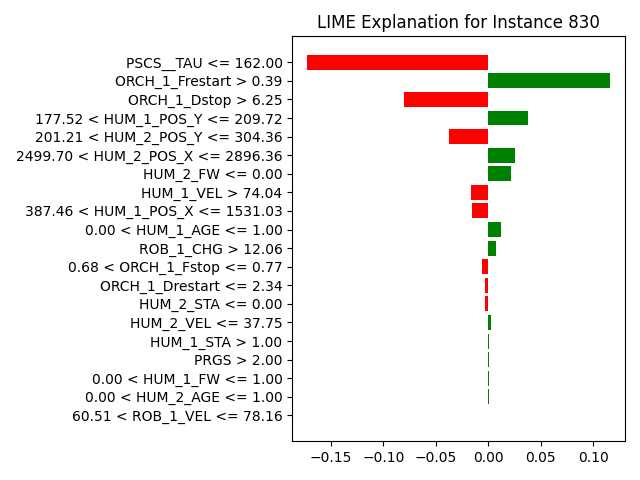 LIME Explanation for Instance 830
PSCS__TAU <= 162.00
ORCH_1_Frestart > 0.39
ORCH_1_Dstop > 6.25
177.52 < HUM_1_POS_Y <= 209.72
201.21 < HUM_2_POS_Y <= 304.36
2499.70 < HUM_2_POS_X <= 2896.36
HUM_2_FW <= 0.00
HUM_1_VEL > 74.04
387.46 < HUM_1_POS_X <= 1531.03
0.00 < HUM_1_AGE <= 1.00
ROB_1_CHG > 12.06
0.68 < ORCH_1_Fstop <= 0.77
ORCH_1_Drestart <= 2.34
HUM_2_STA <= 0.00
HUM_2_VEL <= 37.75
HUM_1_STA > 1.00
PRGS > 2.00
0.00 < HUM_1_FW <= 1.00
0.00 < HUM_2_AGE <= 1.00
60.51 < ROB_1_VEL <= 78.16
−0.15 −0.10 −0.05 0.00 0.05 0.10